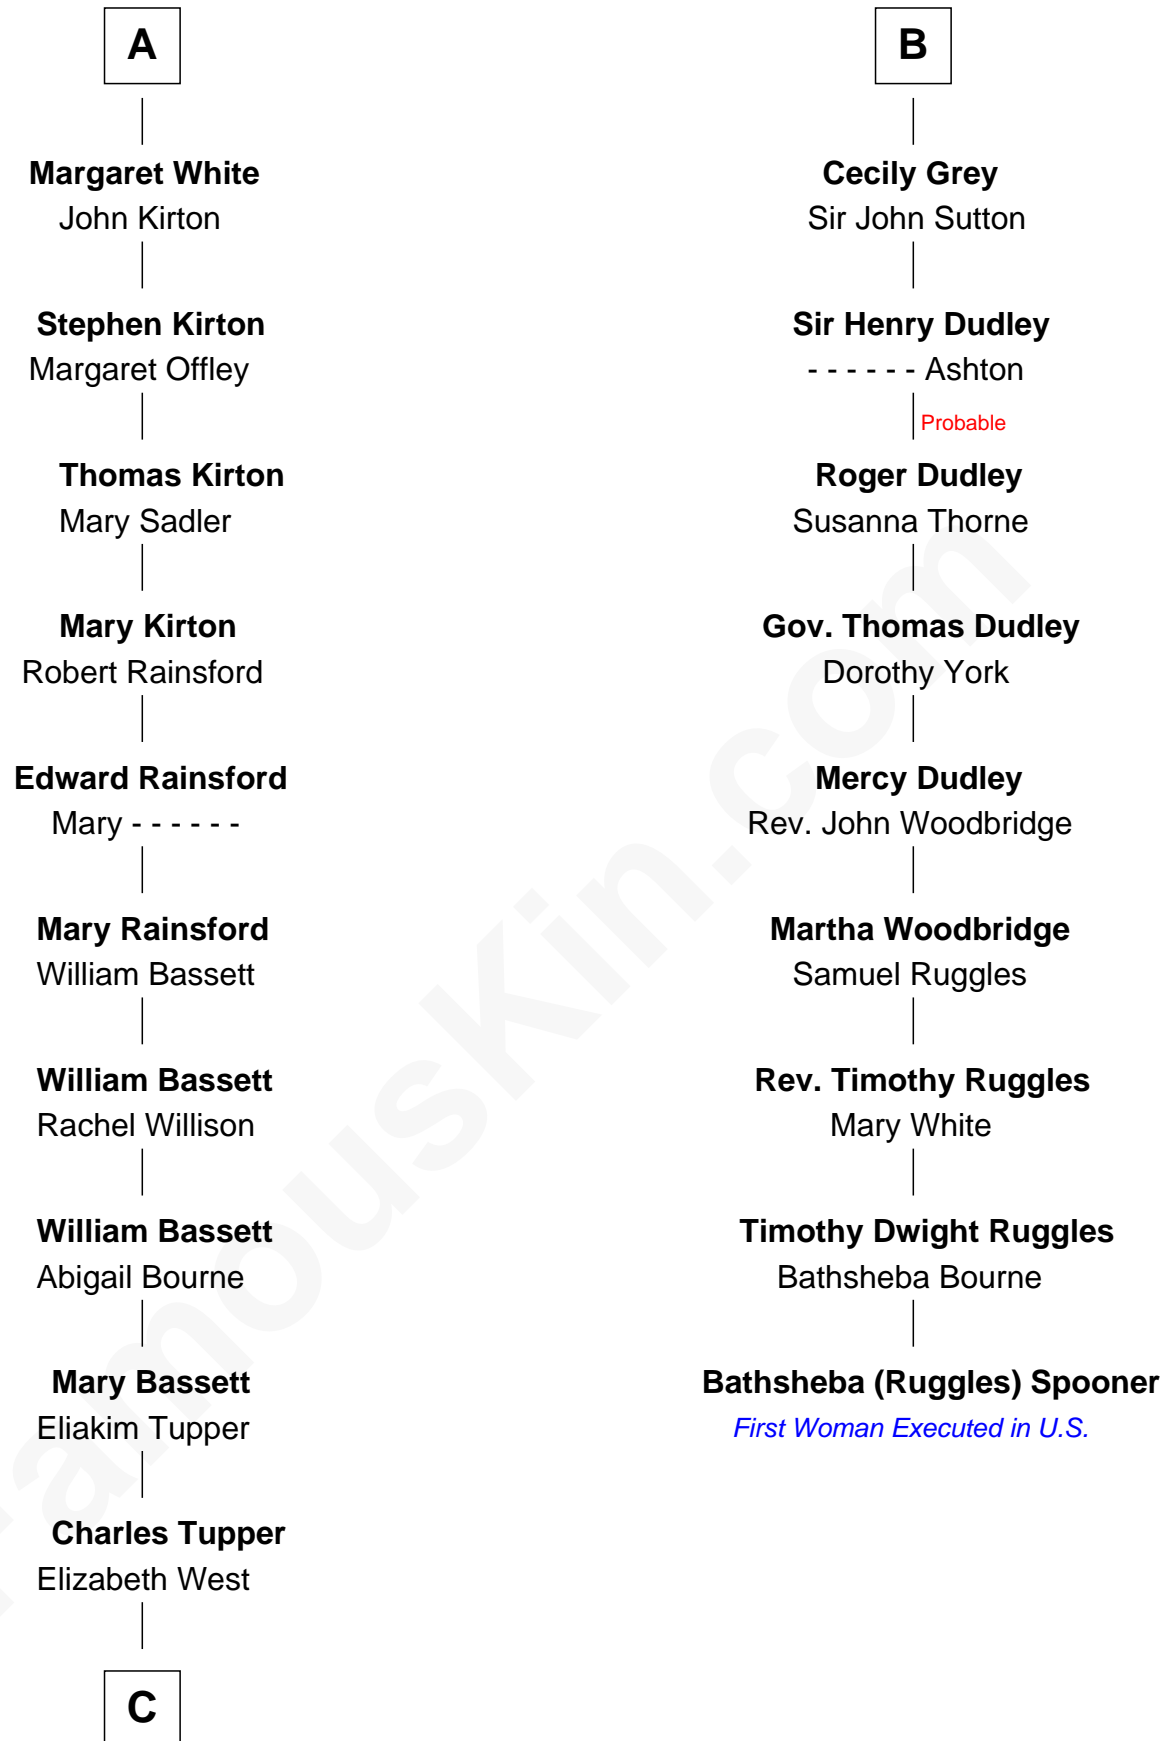 A
Margaret White
John Kirton
Stephen Kirton
Margaret Offley
Thomas Kirton
Mary Sadler
Mary Kirton
Robert Rainsford
Edward Rainsford
Mary - - - - - -
Mary Rainsford
William Bassett
William Bassett
Rachel Willison
William Bassett
Abigail Bourne
Mary Bassett
Eliakim Tupper
Charles Tupper
Elizabeth West
C
B
Cecily Grey
Sir John Sutton
Sir Henry Dudley
- - - - - - Ashton
Probable
Roger Dudley
Susanna Thorne
Gov. Thomas Dudley
Dorothy York
Mercy Dudley
Rev. John Woodbridge
Martha Woodbridge
Samuel Ruggles
Rev. Timothy Ruggles
Mary White
Timothy Dwight Ruggles
Bathsheba Bourne
Bathsheba (Ruggles) Spooner
First Woman Executed in U.S.
FamousKin.com